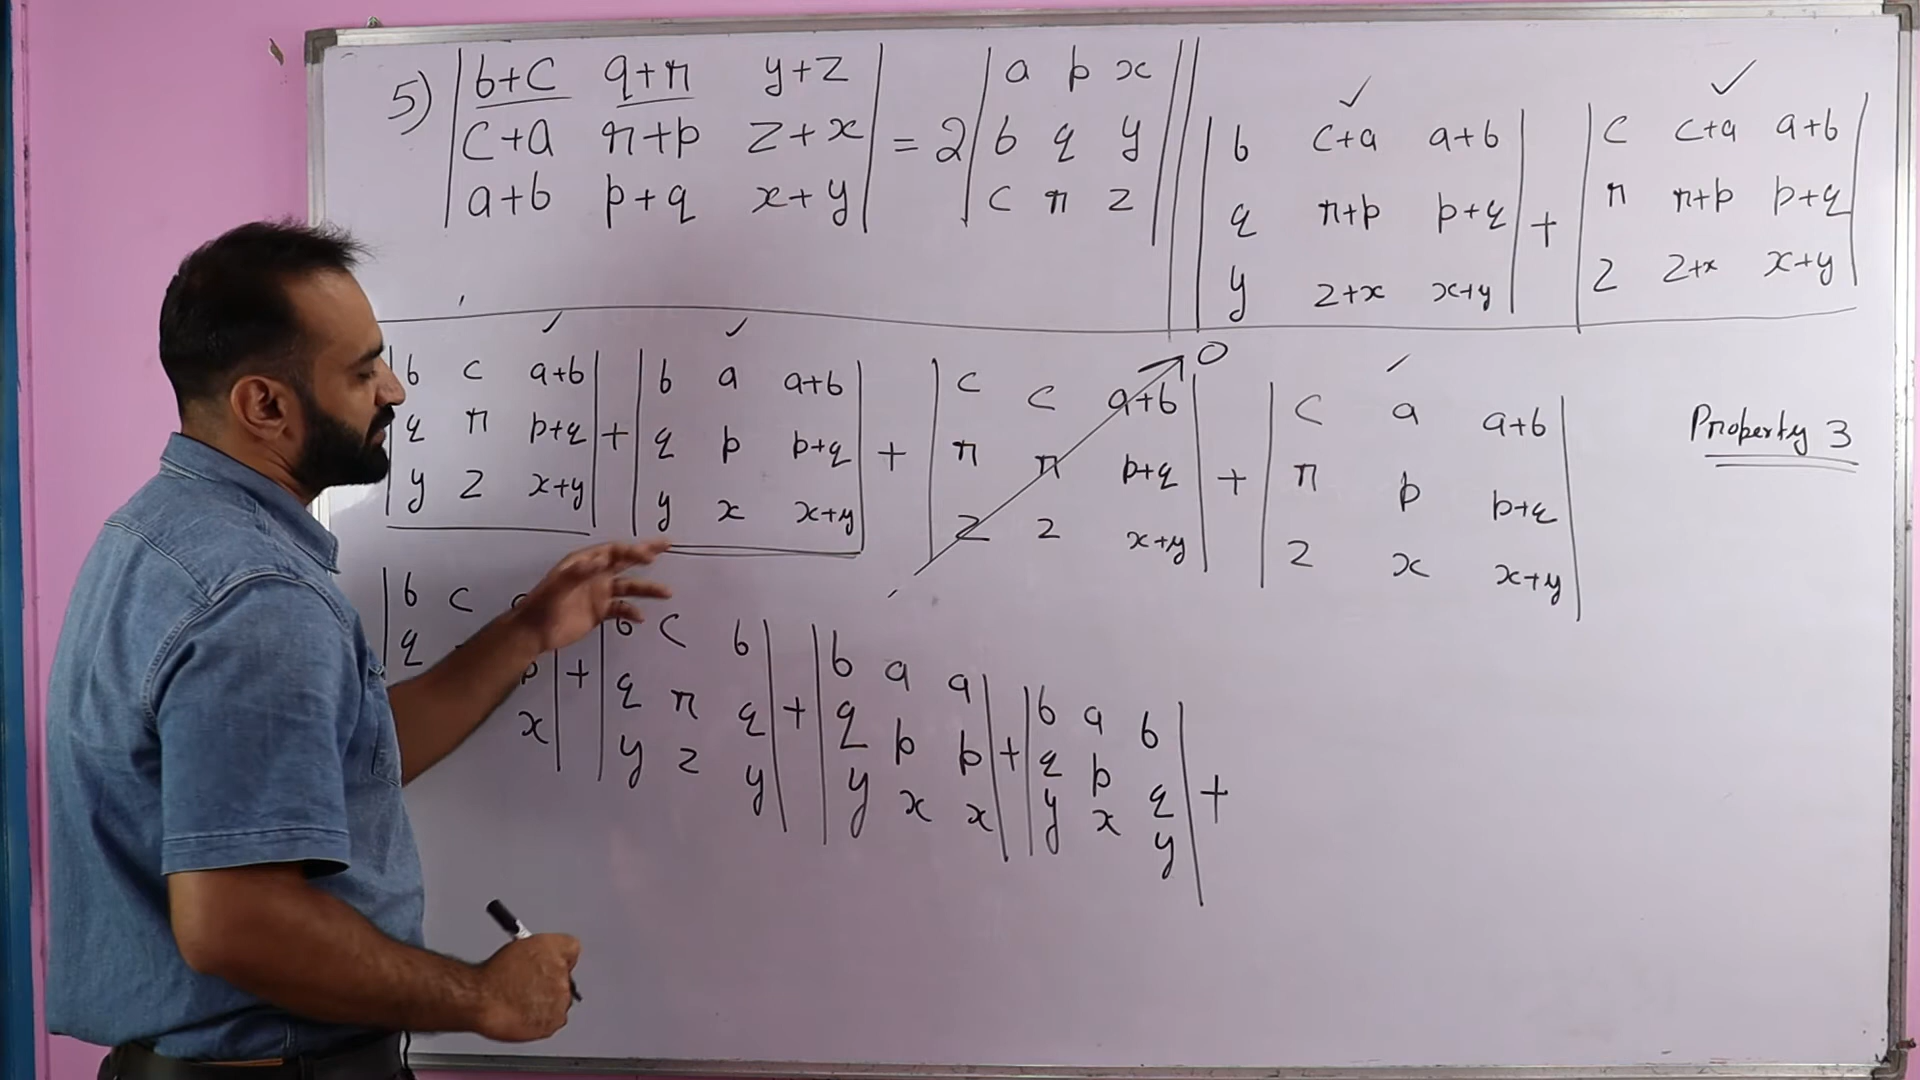 5) | b+c q+r y+z | = 2 | a p x |
| c+a r+p z+x | | b q y |
| a+b p+q x+y | | c r z |
| b c+a a+b | + | c c+a a+b |
| q r+p p+q | | r r+p p+q |
| y z+x x+y | | z z+x x+y |
| b c a+b | + | b a a+b | + | c c a+b | 0 + | c a a+b |
| q r p+q | | q p p+q | | r r p+q | | r p p+q |
| y z x+y | | y x x+y | | z z x+y | | z x x+y |
Property 3
| b c | + | b c b | + | b a a | + | b a b | +
| q p | | q r q | | q p p | | q p q |
x | | y z y | | y x x | | y x y |